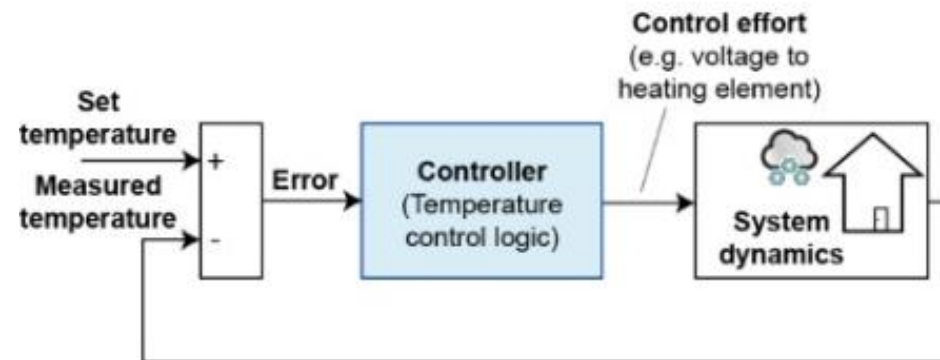 Control effort
(e.g. voltage to
heating element)
Set
temperature
+
Measured
temperature
-
Error
Controller
(Temperature
control logic)
System
dynamics